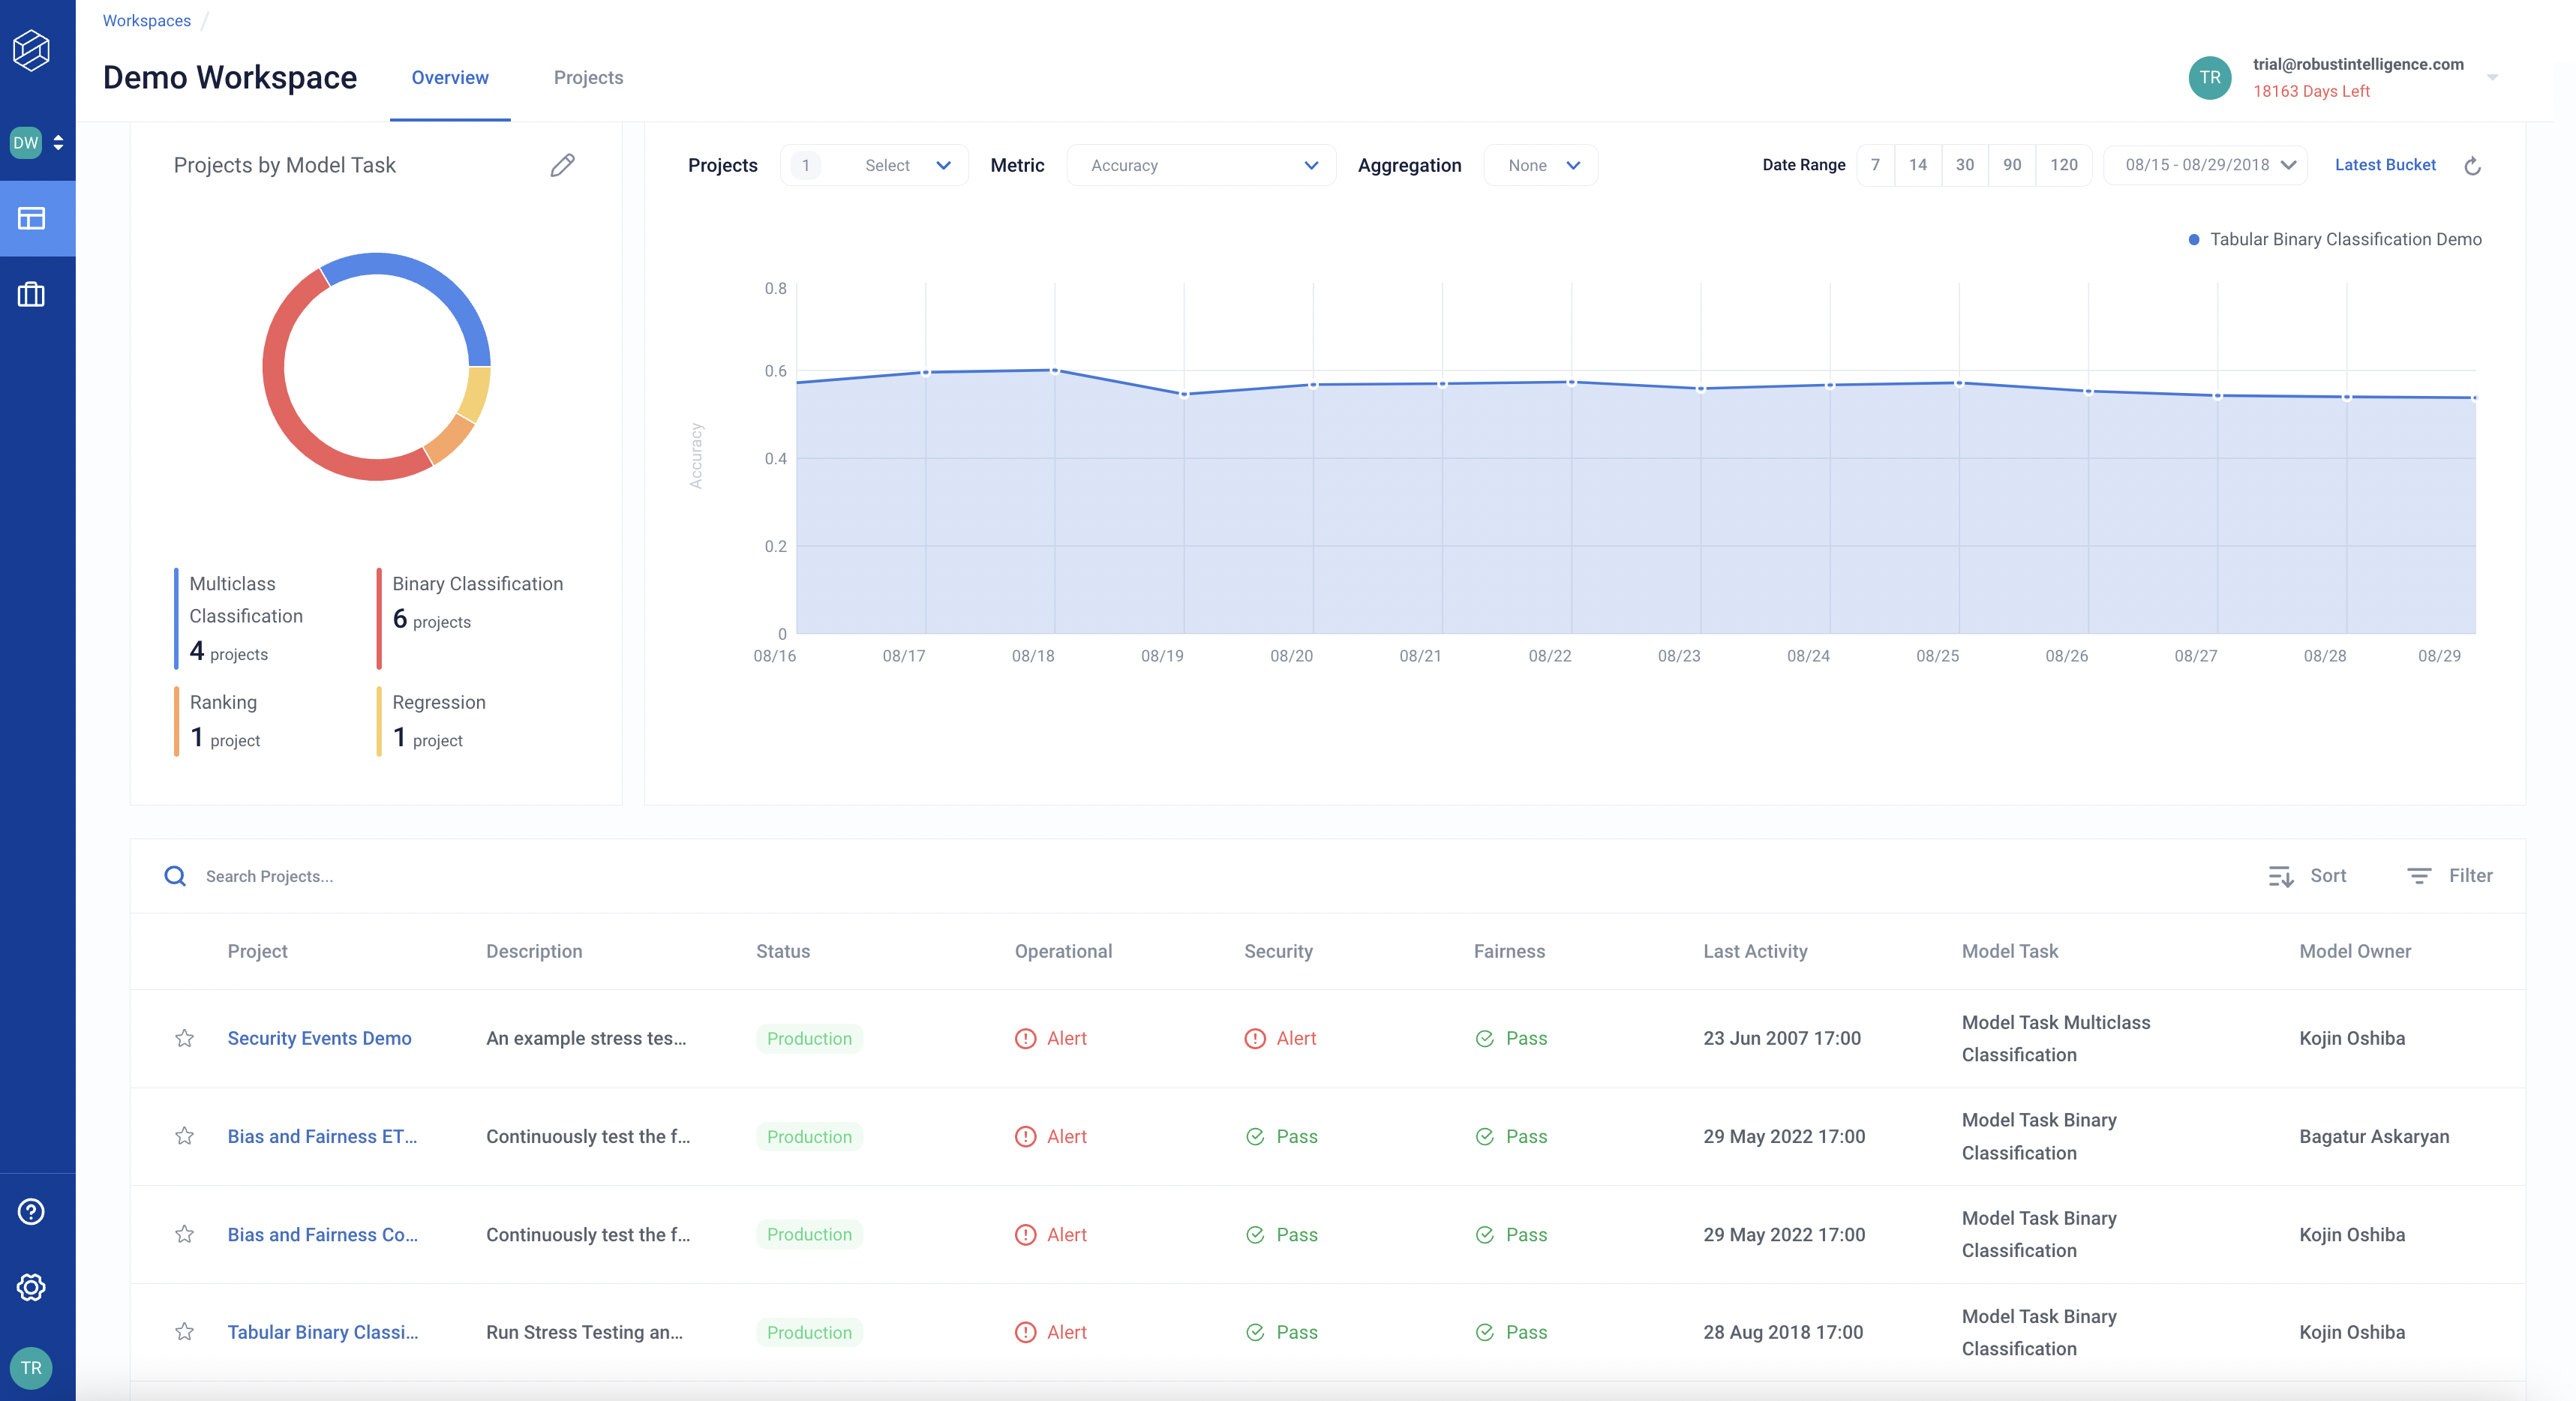 Workspaces /
Demo Workspace
Overview
Projects
TR
trial@robustintelligence.com
18163 Days Left
DW
Projects by Model Task
Multiclass
Classification
4 projects
Binary Classification
6 projects
Ranking
1 project
Regression
1 project
Projects 1 Select Metric Accuracy Aggregation None Date Range 7 14 30 90 120 08/15 - 08/29/2018 Latest Bucket
Tabular Binary Classification Demo
Accuracy
0.8
0.6
0.4
0.2
0
08/16 08/17 08/18 08/19 08/20 08/21 08/22 08/23 08/24 08/25 08/26 08/27 08/28 08/29
Search Projects...
Sort
Filter
Project Description Status Operational Security Fairness Last Activity Model Task Model Owner
Security Events Demo An example stress tes... Production Alert Alert Pass 23 Jun 2007 17:00 Model Task Multiclass
Classification
Kojin Oshiba
Bias and Fairness ET... Continuously test the f... Production Alert Pass Pass 29 May 2022 17:00 Model Task Binary
Classification
Bagatur Askaryan
Bias and Fairness Co... Continuously test the f... Production Alert Pass Pass 29 May 2022 17:00 Model Task Binary
Classification
Kojin Oshiba
Tabular Binary Classi... Run Stress Testing an... Production Alert Pass Pass 28 Aug 2018 17:00 Model Task Binary
Classification
Kojin Oshiba
TR